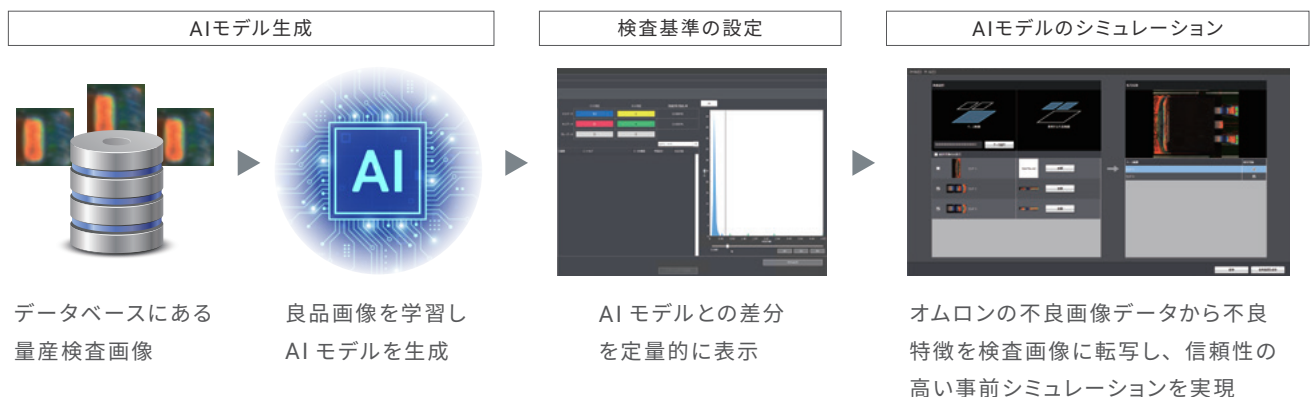 AIモデル生成
検査基準の設定
AIモデルのシミュレーション
AI
データベースにある
量産検査画像
良品画像を学習し
AI モデルを生成
AI モデルとの差分
を定量的に表示
オムロンの不良画像データから不良
特徴を検査画像に転写し、信頼性の
高い事前シミュレーションを実現